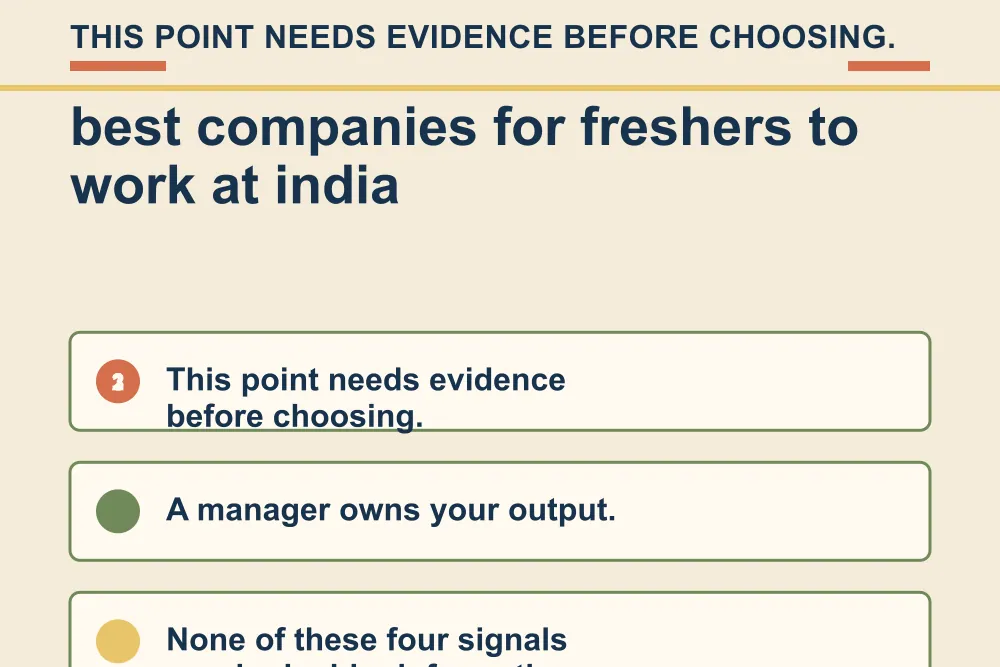 THIS POINT NEEDS EVIDENCE BEFORE CHOOSING.
best companies for freshers to
work at india
This point needs evidence
before choosing.
A manager owns your output.
None of these four signals